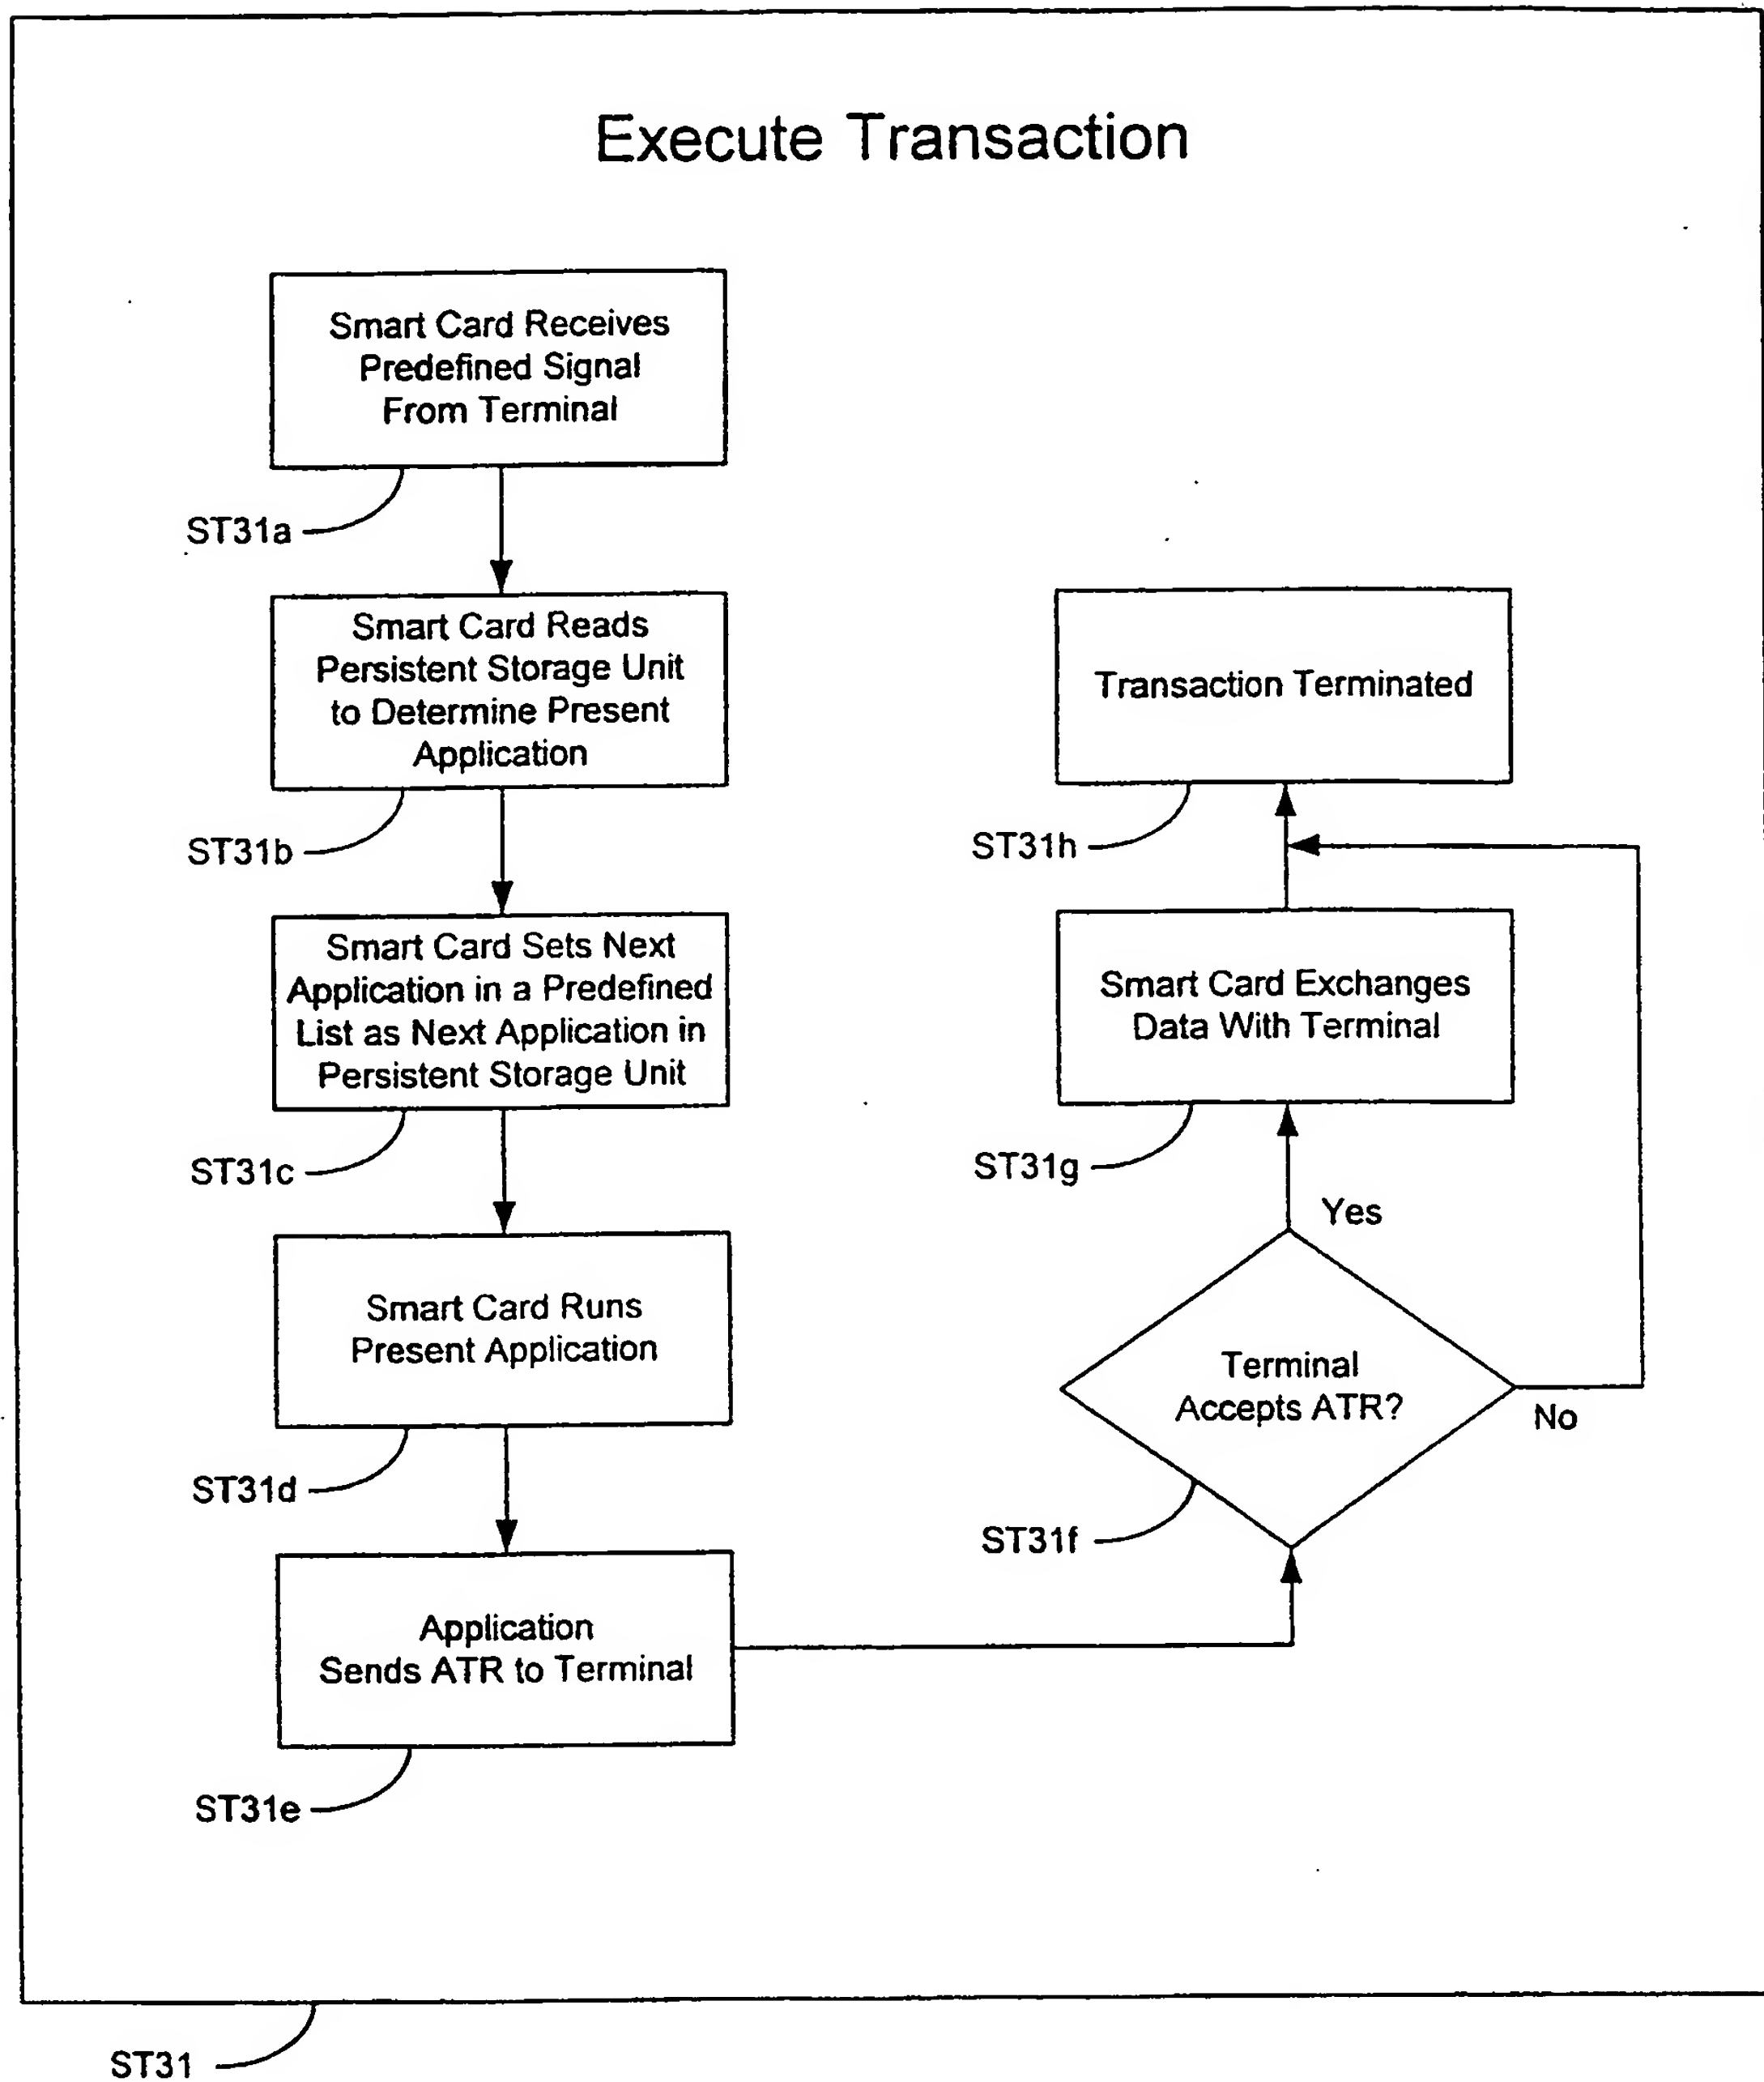 Execute Transaction
Smart Card Receives
Predefined Signal
From Terminal
ST31a
Smart Card Reads
Persistent Storage Unit
to Determine Present
Application
ST31b
Smart Card Sets Next
Application in a Predefined
List as Next Application in
Persistent Storage Unit
ST31c
Smart Card Runs
Present Application
ST31d
Application
Sends ATR to Terminal
ST31e
Transaction Terminated
ST31h
Smart Card Exchanges
Data With Terminal
ST31g
Yes
Terminal
Accepts ATR?
No
ST31f
ST31